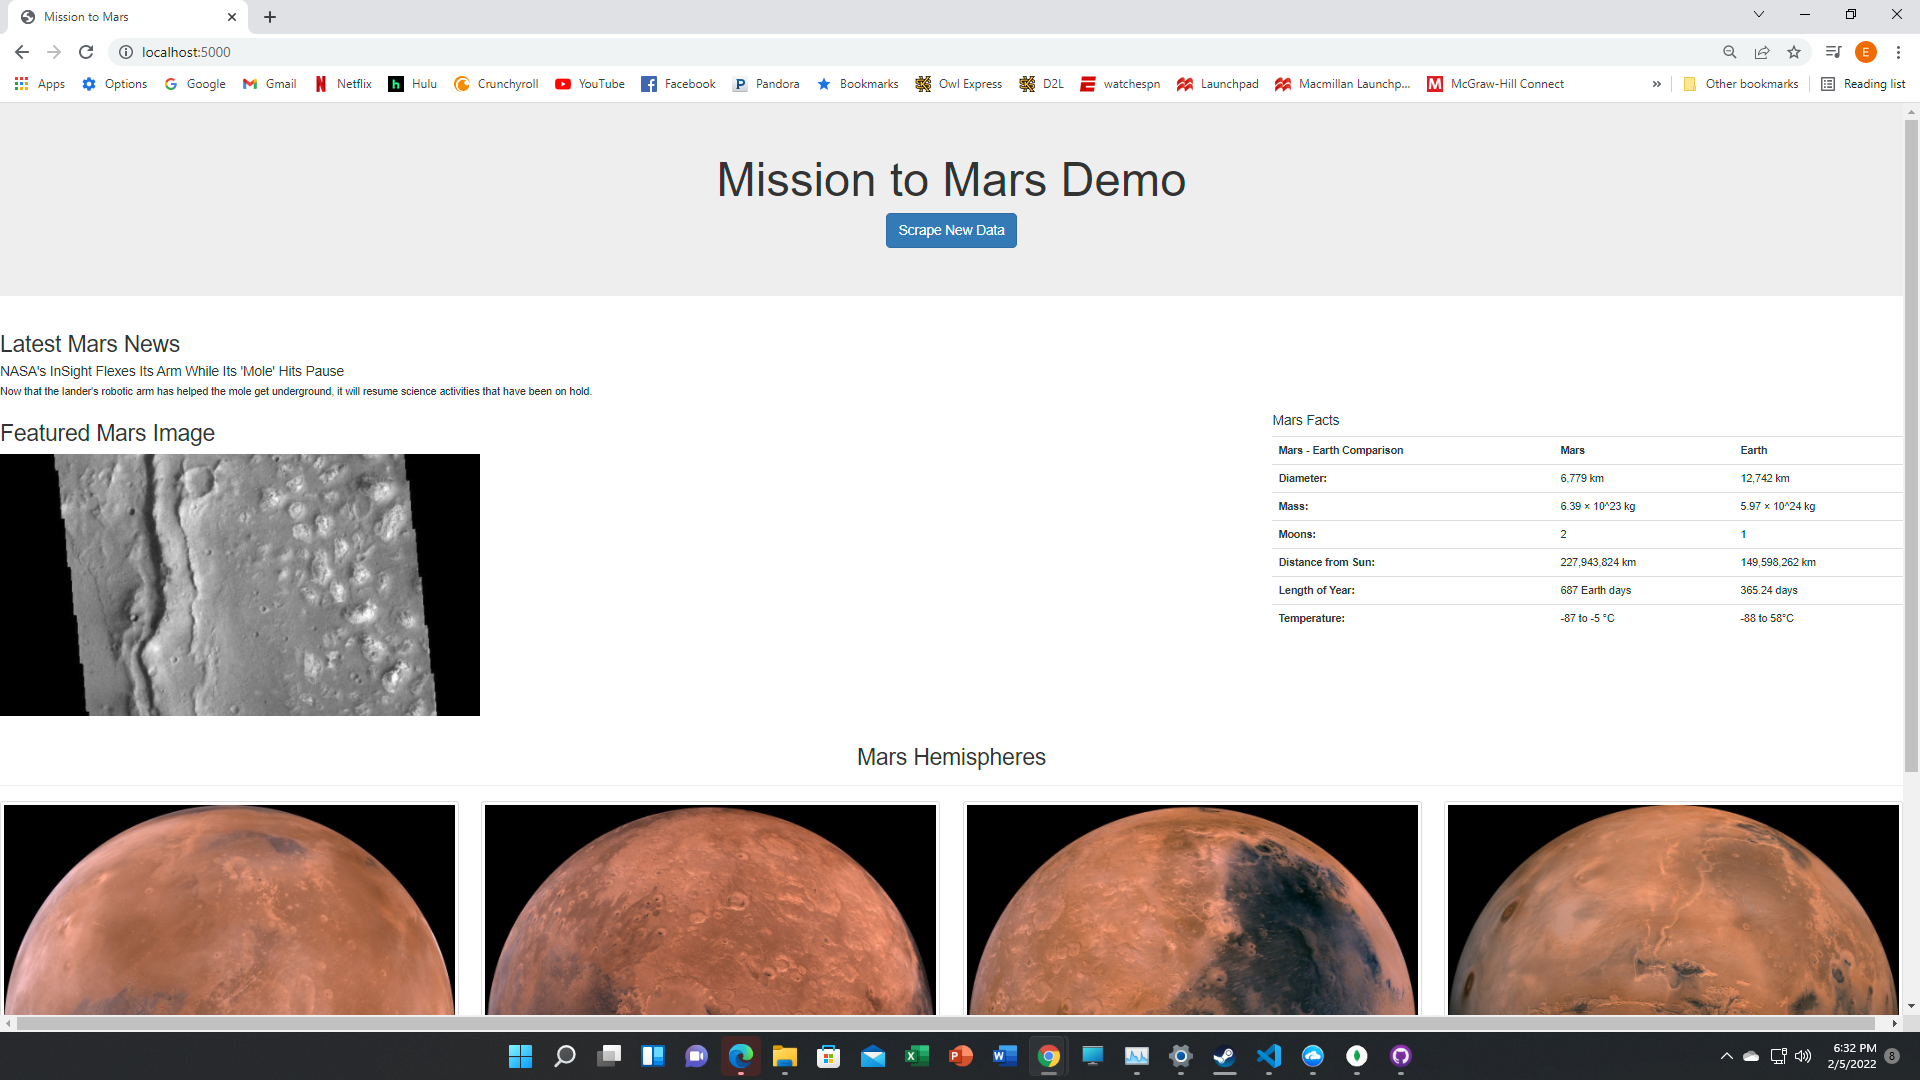 Mission to Mars
localhost:5000
E
Apps Options Google Gmail Netflix Hulu Crunchyroll YouTube Facebook Pandora Bookmarks Owl Express D2L watchespn Launchpad Macmillan Launchp... McGraw-Hill Connect » Other bookmarks Reading list
Mission to Mars Demo
Scrape New Data
Latest Mars News
NASA's InSight Flexes Its Arm While Its 'Mole' Hits Pause
Now that the lander's robotic arm has helped the mole get underground, it will resume science activities that have been on hold.
Featured Mars Image
Mars Facts
Mars - Earth Comparison Mars Earth
Diameter: 6,779 km 12,742 km
Mass: 6.39 × 10^23 kg 5.97 × 10^24 kg
Moons: 2 1
Distance from Sun: 227,943,824 km 149,598,262 km
Length of Year: 687 Earth days 365.24 days
Temperature: -87 to -5 °C -88 to 58°C
Mars Hemispheres
6:32 PM
2/5/2022
8